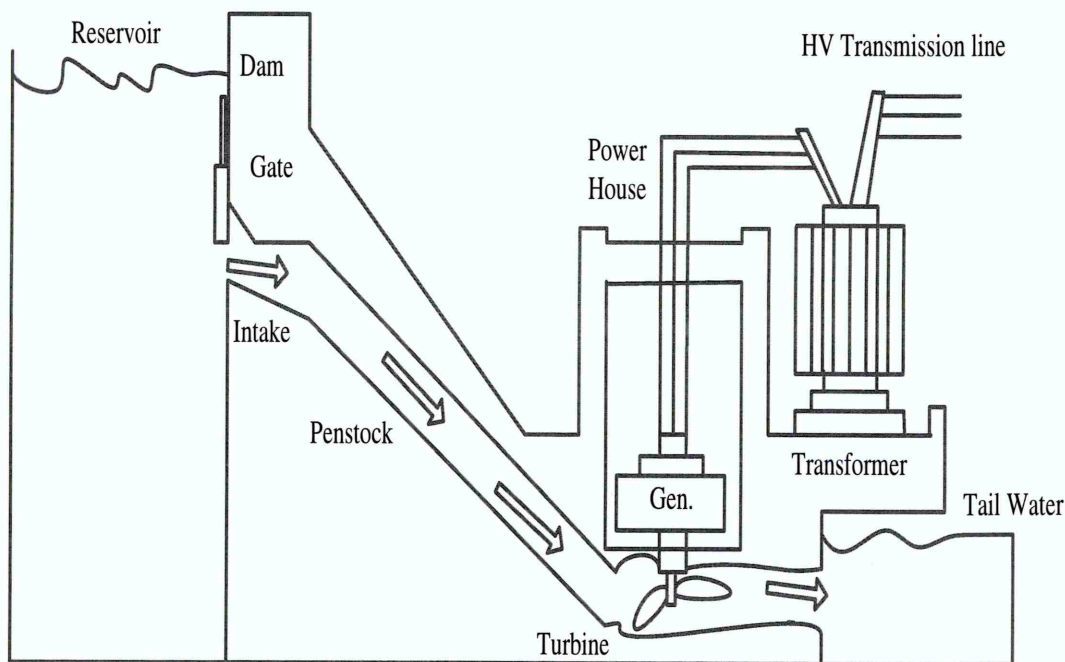 Reservoir
HV Transmission line
Dam
Power
House
Gate
Intake
Penstock
Transformer
Gen.
Tail Water
Turbine